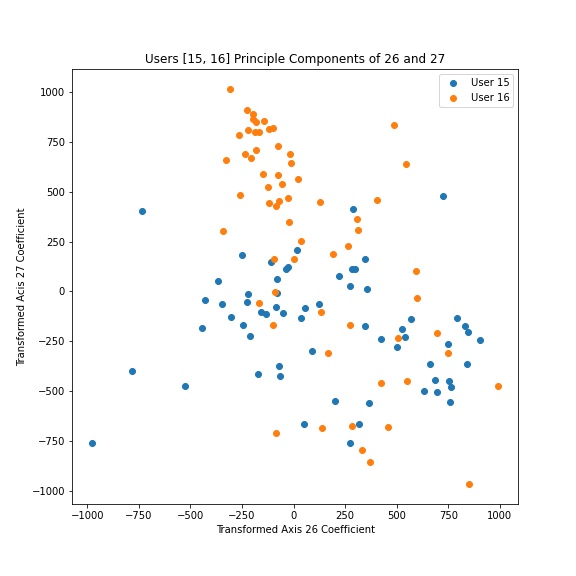 Users [15, 16] Principle Components of 26 and 27
User 15
User 16
Transformed Axis 27 Coefficient
1000
750
500
250
0
−250
−500
−750
−1000
−1000 −750 −500 −250 0 250 500 750 1000
Transformed Axis 26 Coefficient